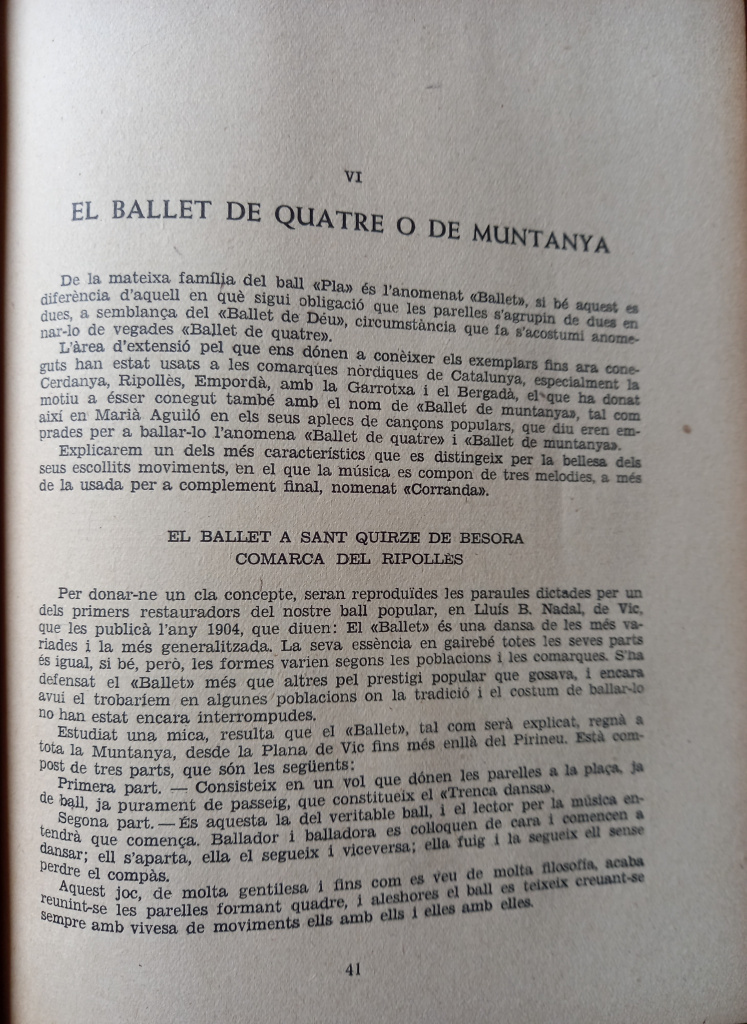 VI
EL BALLET DE QUATRE O DE MUNTANYA
De la mateixa família del ball «Pla» és l'anomenat «Ballet», si bé aquest es
diferència d'aquell en què sigui obligació que les parelles s'agrupin de dues en
dues, a semblança del «Ballet de Déu», circumstància que fa s'acostumi anome-
nar-lo de vegades «Ballet de quatre».
L'àrea d'extensió pel que ens dónen a conèixer els exemplars fins ara cone-
guts han estat usats a les comarques nòrdiques de Catalunya, especialment la
Cerdanya, Ripollès, Empordà, amb la Garrotxa i el Bergadà, el que ha donat
motiu a ésser conegut també amb el nom de «Ballet de muntanya», tal com
així en Marià Aguiló en els seus aplecs de cançons populars, que diu eren em-
prades per a ballar-lo l'anomena «Ballet de quatre» i «Ballet de muntanya».
Explicarem un dels més característics que es distingeix per la bellesa dels
seus escollits moviments, en el que la música es compon de tres melodies, a més
de la usada per a complement final, nomenat «Corranda».
EL BALLET A SANT QUIRZE DE BESORA
COMARCA DEL RIPOLLÈS
Per donar-ne un cla concepte, seran reproduïdes les paraules dictades per un
dels primers restauradors del nostre ball popular, en Lluís B. Nadal, de Vic,
que les publicà l'any 1904, que diuen: El «Ballet» és una dansa de les més va-
riades i la més generalitzada. La seva essència en gairebé totes les seves parts
és igual, si bé, però, les formes varien segons les poblacions i les comarques. S'ha
defensat el «Ballet» més que altres pel prestigi popular que gosava, i encara
avui el trobaríem en algunes poblacions on la tradició i el costum de ballar-lo
no han estat encara interrompudes.
Estudiat una mica, resulta que el «Ballet», tal com serà explicat, regnà a
tota la Muntanya, desde la Plana de Vic fins més enllà del Pirineu. Està com-
post de tres parts, que són les següents:
Primera part. — Consisteix en un vol que dónen les parelles a la plaça, ja
de ball, ja purament de passeig, que constitueix el «Trenca dansa».
Segona part. — És aquesta la del veritable ball, i el lector per la música en-
tendrà que comença. Ballador i balladora es colloquen de cara i comencen a
dansar; ell s'aparta, ella el segueix i viceversa; ella fuig i la segueix ell sense
perdre el compàs.
Aquest joc, de molta gentilesa i fins com es veu de molta filosofia, acaba
reunint-se les parelles formant quadre, i aleshores el ball es teixeix creuant-se
sempre amb vivesa de moviments ells amb ells i elles amb elles.
41